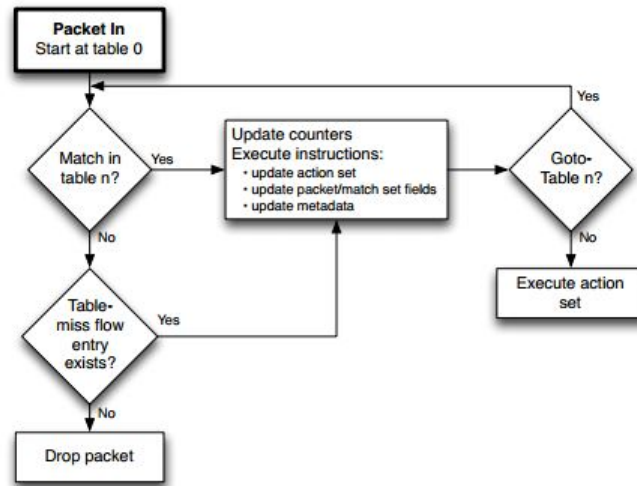 Packet In
Start at table 0
Match in
table n?
Yes
No
Update counters
Execute instructions:
• update action set
• update packet/match set fields
• update metadata
Goto-
Table n?
Yes
No
Execute action
set
Table-
miss flow
entry
exists?
Yes
No
Drop packet